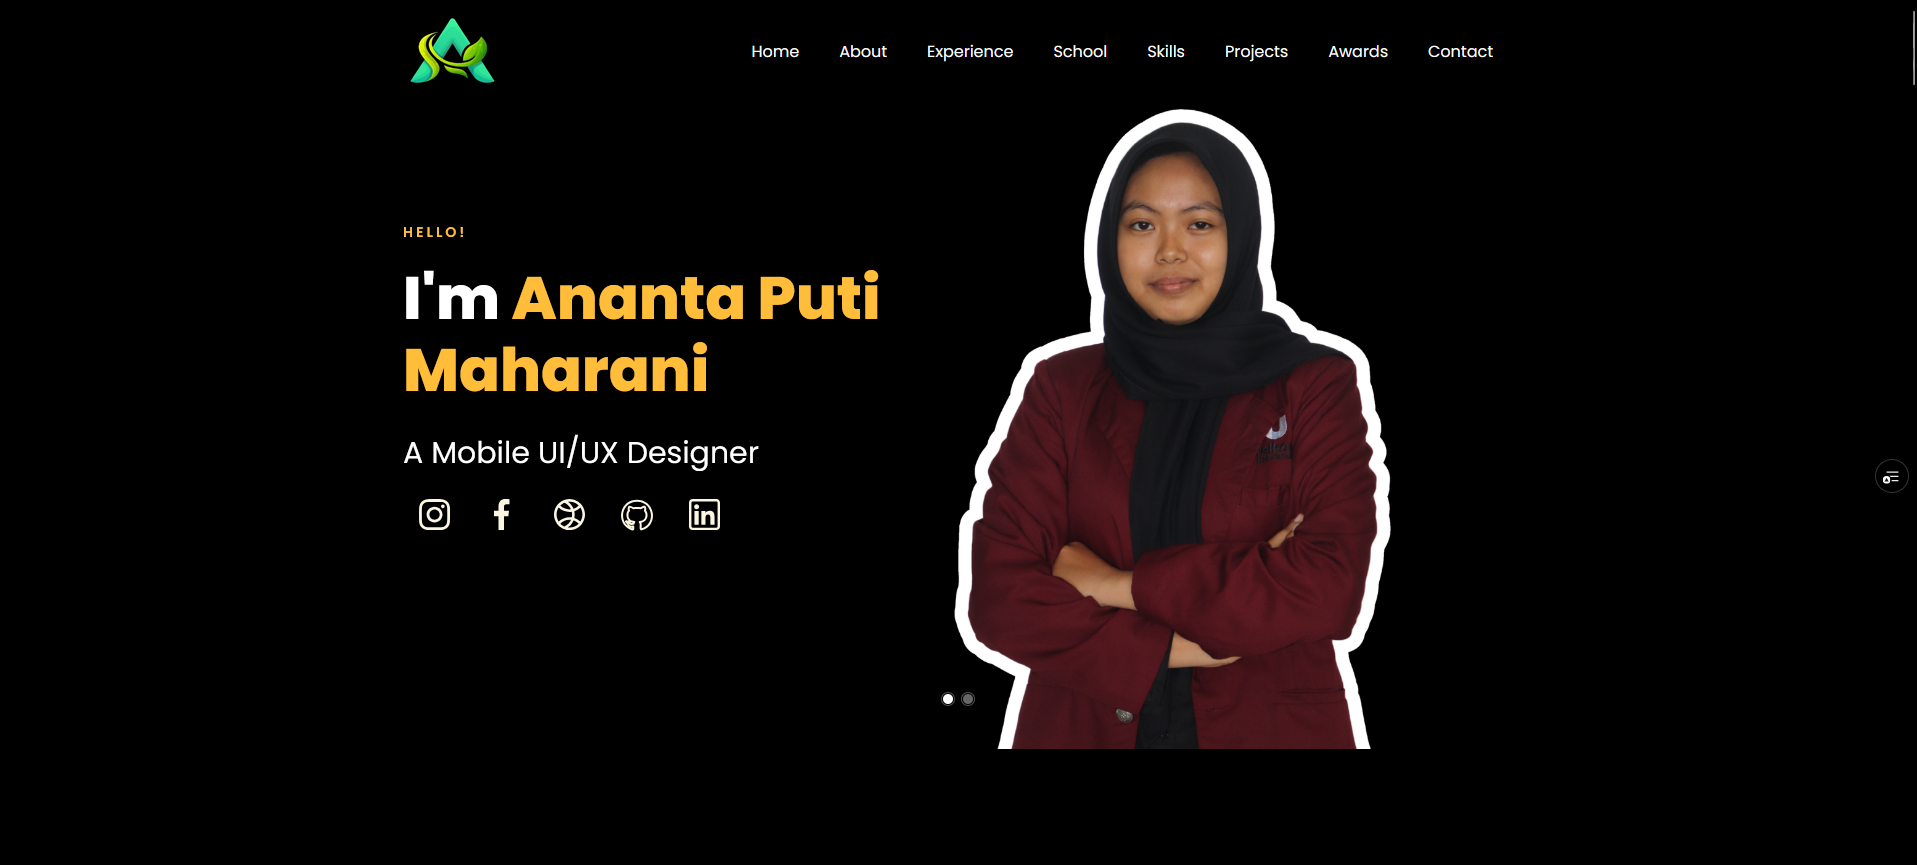 Home About Experience School Skills Projects Awards Contact
HELLO!
I'm Ananta Puti
Maharani
A Mobile UI/UX Designer